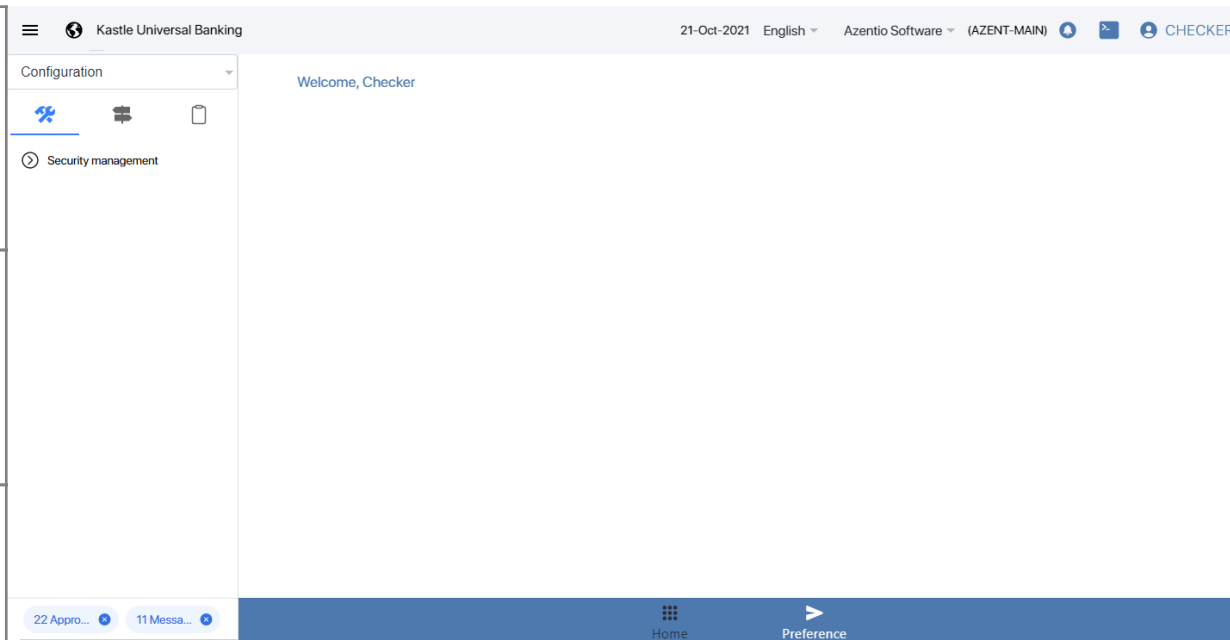 Kastle Universal Banking
21-Oct-2021 English Azentio Software (AZENT-MAIN) CHECKER
Configuration
Welcome, Checker
Security management
22 Appro... 11 Messa...
Home Preference